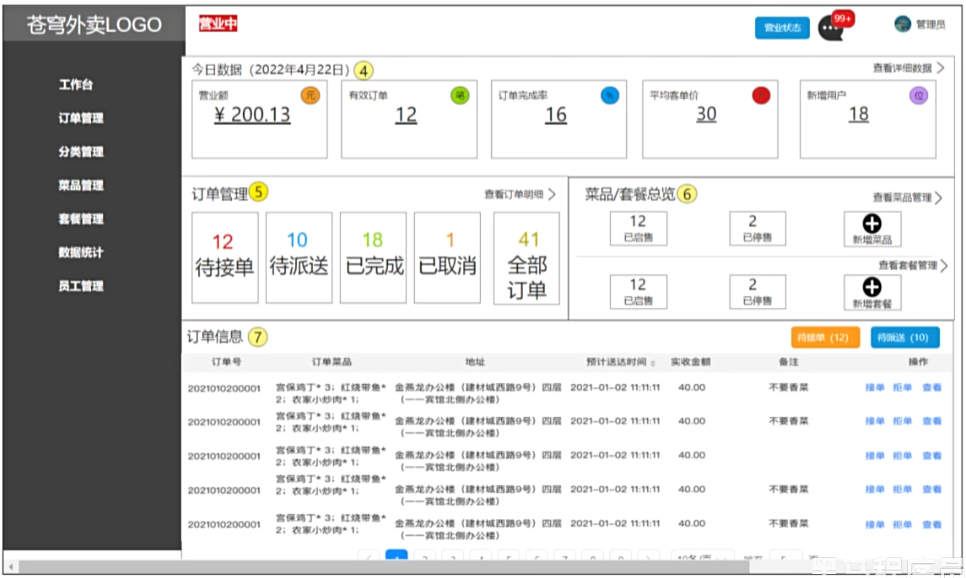 苍穹外卖LOGO
营业中
营业状态
99+
管理员
工作台
订单管理
分类管理
菜品管理
套餐管理
数据统计
员工管理
今日数据（2022年4月22日） 4
查看详细数据
营业额 元
¥ 200.13
有效订单
12
订单完成率 %
16
平均客单价
30
新增用户 位
18
订单管理 5
查看订单明细
12
待接单
10
待派送
18
已完成
1
已取消
41
全部
订单
菜品/套餐总览 6
查看菜品管理
12
已启售
2
已停售
新增菜品
查看套餐管理
12
已启售
2
已停售
新增套餐
订单信息 7
待接单（12） 待派送（10）
订单号 订单菜品 地址 预计送达时间 实收金额 备注 操作
2021010200001 宫保鸡丁* 3；红烧带鱼* 2；农家小炒肉* 1； 金燕龙办公楼（建材城西路9号）四层（一一宾馆北侧办公楼） 2021-01-02 11:11:11 40.00 不要香菜 接单 拒单 查看
2021010200001 宫保鸡丁* 3；红烧带鱼* 2；农家小炒肉* 1； 金燕龙办公楼（建材城西路9号）四层（一一宾馆北侧办公楼） 2021-01-02 11:11:11 40.00 不要香菜 接单 拒单 查看
2021010200001 宫保鸡丁* 3；红烧带鱼* 2；农家小炒肉* 1； 金燕龙办公楼（建材城西路9号）四层（一一宾馆北侧办公楼） 2021-01-02 11:11:11 40.00 接单 拒单 查看
2021010200001 宫保鸡丁* 3；红烧带鱼* 2；农家小炒肉* 1； 金燕龙办公楼（建材城西路9号）四层（一一宾馆北侧办公楼） 2021-01-02 11:11:11 40.00 不要香菜 接单 拒单 查看
2021010200001 宫保鸡丁* 3；红烧带鱼* 2；农家小炒肉* 1； 金燕龙办公楼（建材城西路9号）四层（一一宾馆北侧办公楼） 2021-01-02 11:11:11 40.00 不要香菜 接单 拒单 查看